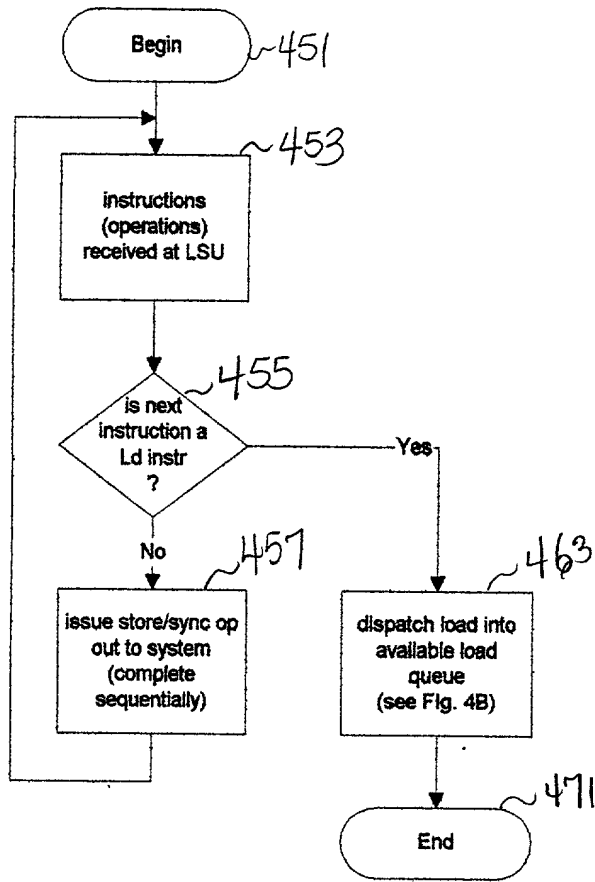 Begin
451
453
instructions
(operations)
received at LSU
455
is next
instruction a
Ld instr
?
Yes
No
457
463
issue store/sync op
out to system
(complete
sequentially)
dispatch load into
available load
queue
(see Fig. 4B)
471
End